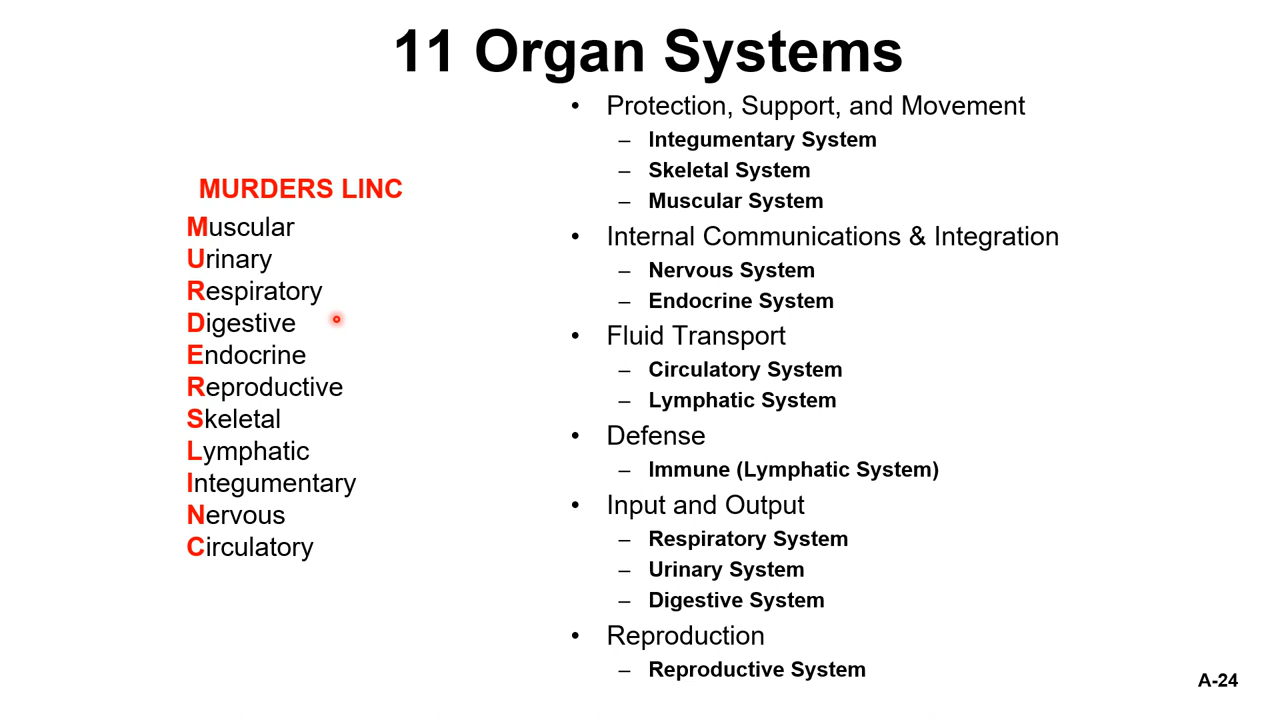 11 Organ Systems
MURDERS LINC
Muscular
Urinary
Respiratory
Digestive
Endocrine
Reproductive
Skeletal
Lymphatic
Integumentary
Nervous
Circulatory
• Protection, Support, and Movement
– Integumentary System
– Skeletal System
– Muscular System
• Internal Communications & Integration
– Nervous System
– Endocrine System
• Fluid Transport
– Circulatory System
– Lymphatic System
• Defense
– Immune (Lymphatic System)
• Input and Output
– Respiratory System
– Urinary System
– Digestive System
• Reproduction
– Reproductive System
A-24